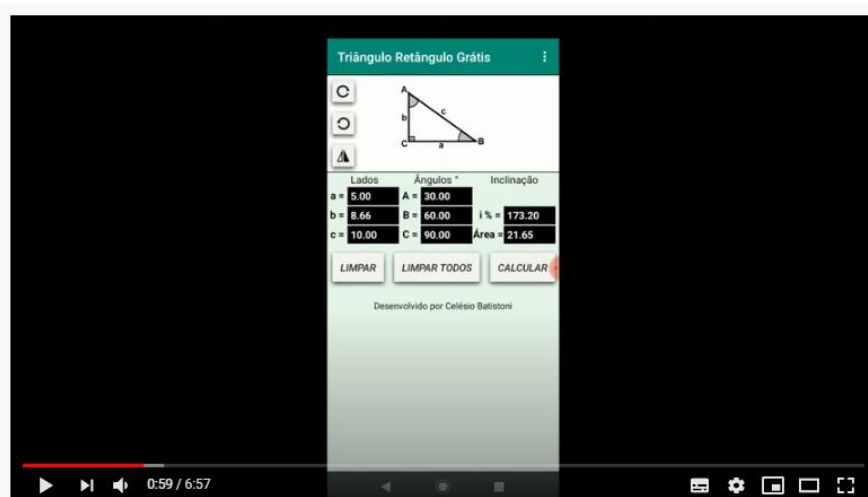 Triângulo Retângulo Grátis
A
b
c
C
a
B
Lados Ângulos ° Inclinação
a = 5.00 A = 30.00
b = 8.66 B = 60.00 i % = 173.20
c = 10.00 C = 90.00 Área = 21.65
LIMPAR LIMPAR TODOS CALCULAR
Desenvolvido por Celésio Batistoni
0:59 / 6:57